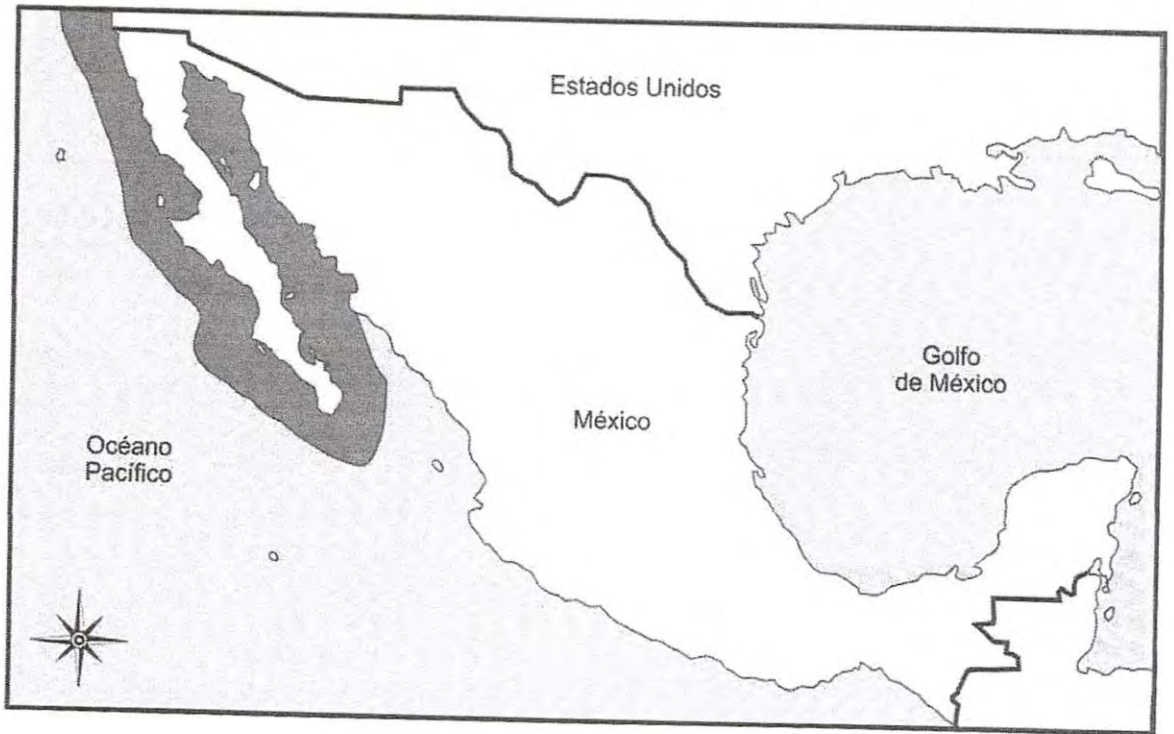 Estados Unidos
Golfo
de México
México
Océano
Pacífico